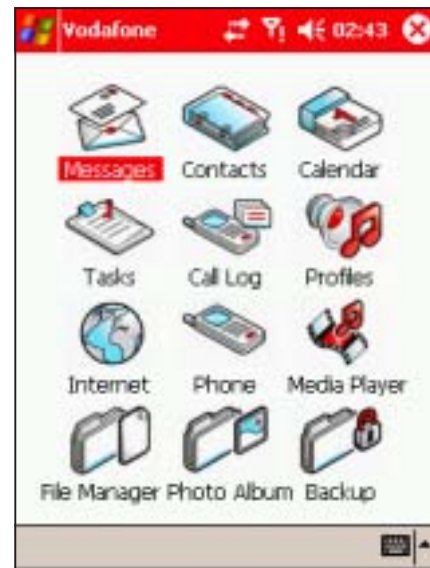 Vodafone 02:43
Messages Contacts Calendar
Tasks Call Log Profiles
Internet Phone Media Player
File Manager Photo Album Backup